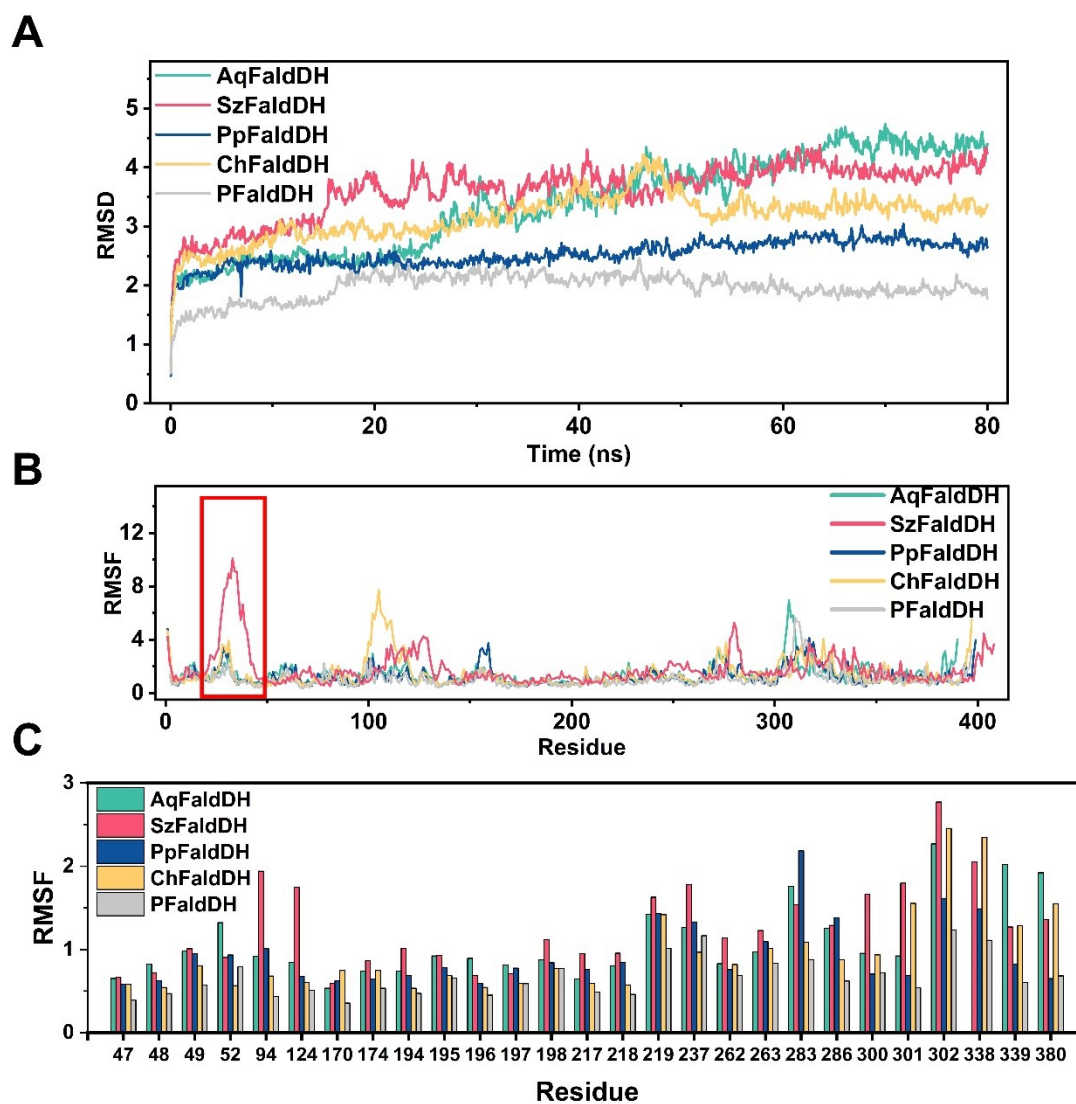 A
AqFaldDH
SzFaldDH
PpFaldDH
ChFaldDH
PFaldDH
RMSD
5
4
3
2
1
0
0 20 40 60 80
Time (ns)
B
AqFaldDH
SzFaldDH
PpFaldDH
ChFaldDH
PFaldDH
RMSF
12
8
4
0
0 100 200 300 400
Residue
C
AqFaldDH
SzFaldDH
PpFaldDH
ChFaldDH
PFaldDH
RMSF
3
2
1
0
47 48 49 52 94 124 170 174 194 195 196 197 198 217 218 219 237 262 263 283 286 300 301 302 338 339 380
Residue